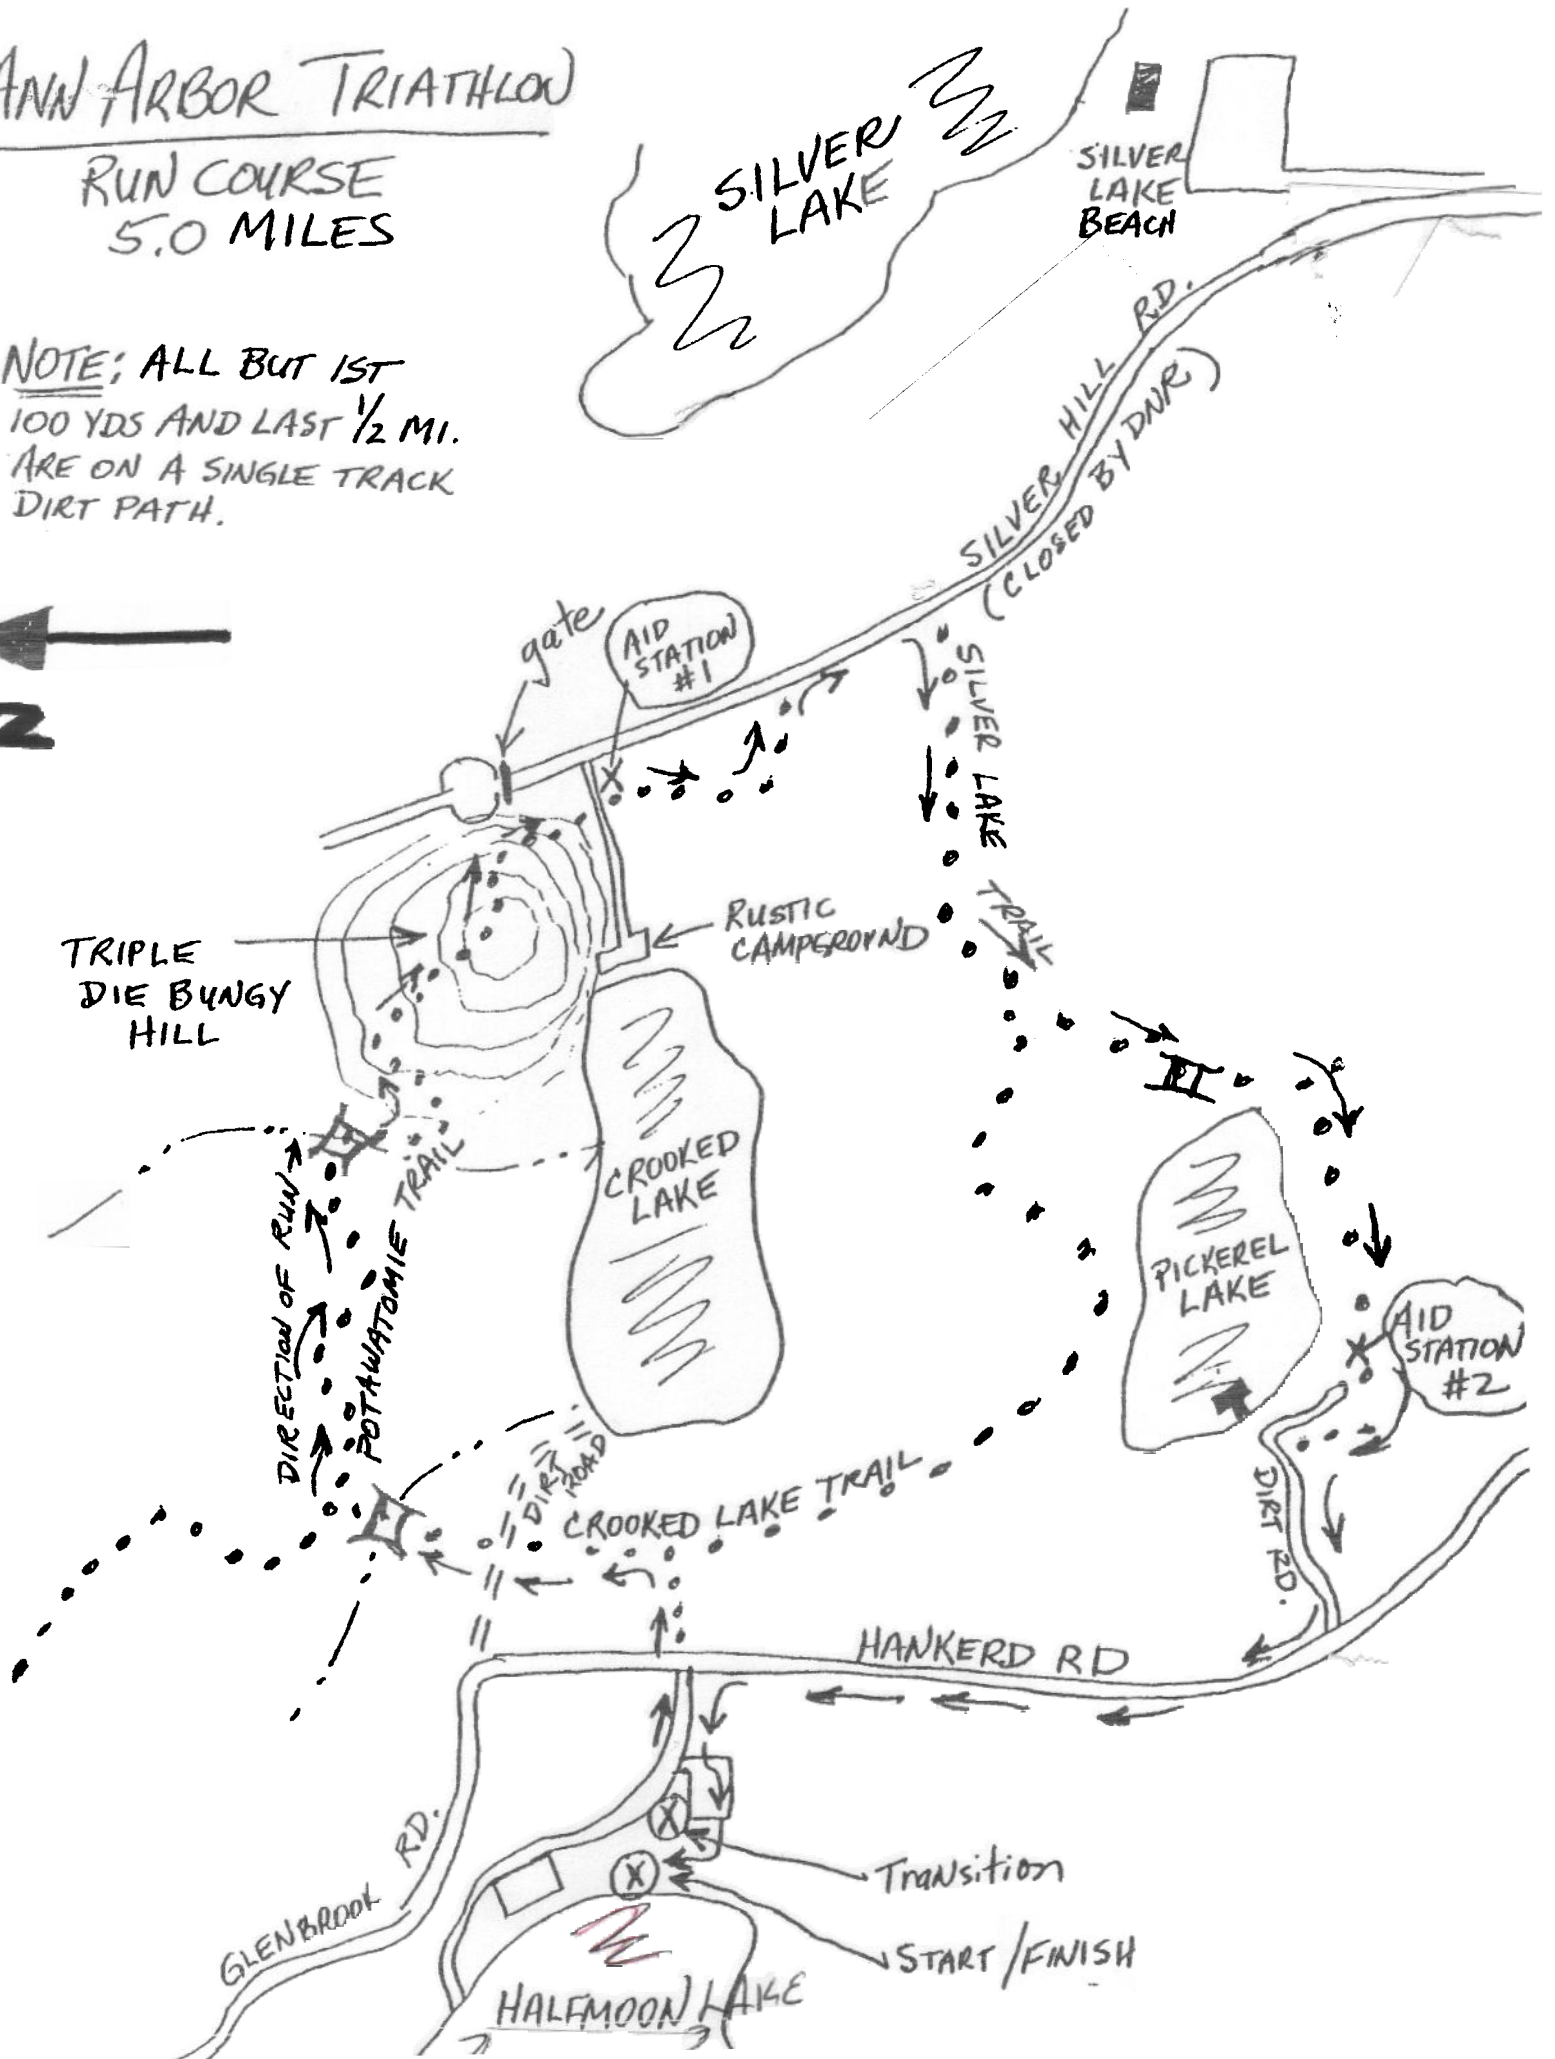 ANN ARBOR TRIATHLON
RUN COURSE
5.0 MILES
NOTE: ALL BUT 1ST
100 YDS AND LAST 1/2 MI.
ARE ON A SINGLE TRACK
DIRT PATH.
N
SILVER
LAKE
SILVER
LAKE
BEACH
SILVER HILL RD.
(CLOSED BY DNR)
gate
AID
STATION
#1
SILVER LAKE TRAIL
RUSTIC
CAMPGROUND
TRIPLE
DIE BUNGY
HILL
CROOKED
LAKE
PICKEREL
LAKE
DIRECTION OF RUN
POTAWATOMIE TRAIL
AID
STATION
#2
DIRT
ROAD
CROOKED LAKE TRAIL
DIRT RD.
HANKERD RD
GLENBROOK RD.
X
X
Transition
START/FINISH
HALFMOON LAKE